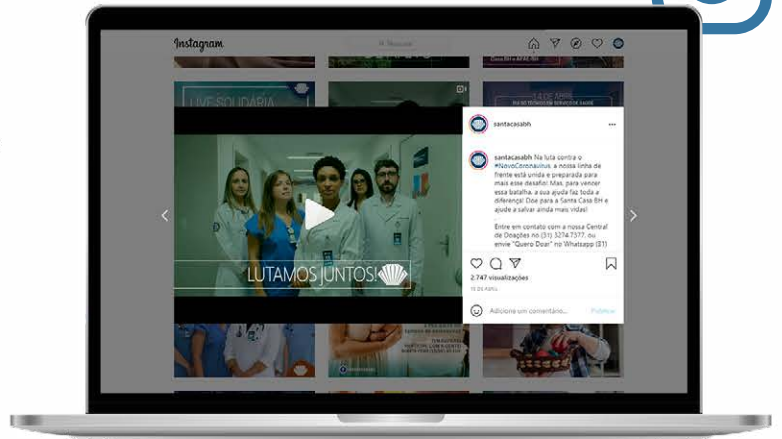 Instagram
LIVE SOLIDÁRIA
santacasabh
santacasabh Na luta contra o
#NovoCoronavírus, a nossa linha de
frente está unida e preparada para
mais esse desafio! Mas, para vencer
essa batalha, a sua ajuda faz toda a
diferença! Doe para a Santa Casa BH e
ajude a salvar ainda mais vidas!
.
Entre em contato com a nossa Central
de Doações no (31) 3274.7377, ou
envie "Quero Doar" no Whatsapp (31)
LUTAMOS JUNTOS!
2.747 visualizações
Adicione um comentário...
Publicar